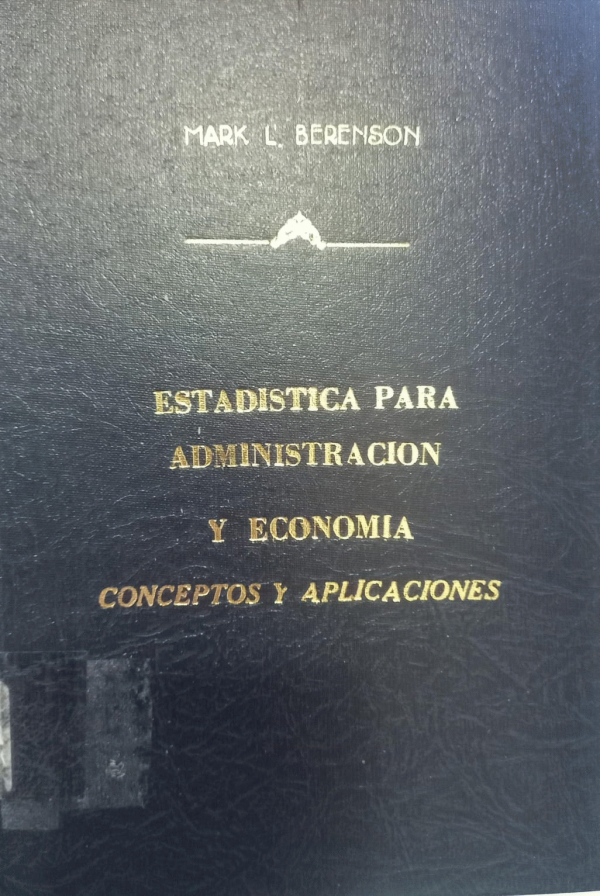 MARK L. BERENSON
ESTADISTICA PARA
ADMINISTRACION
Y ECONOMIA
CONCEPTOS Y APLICACIONES